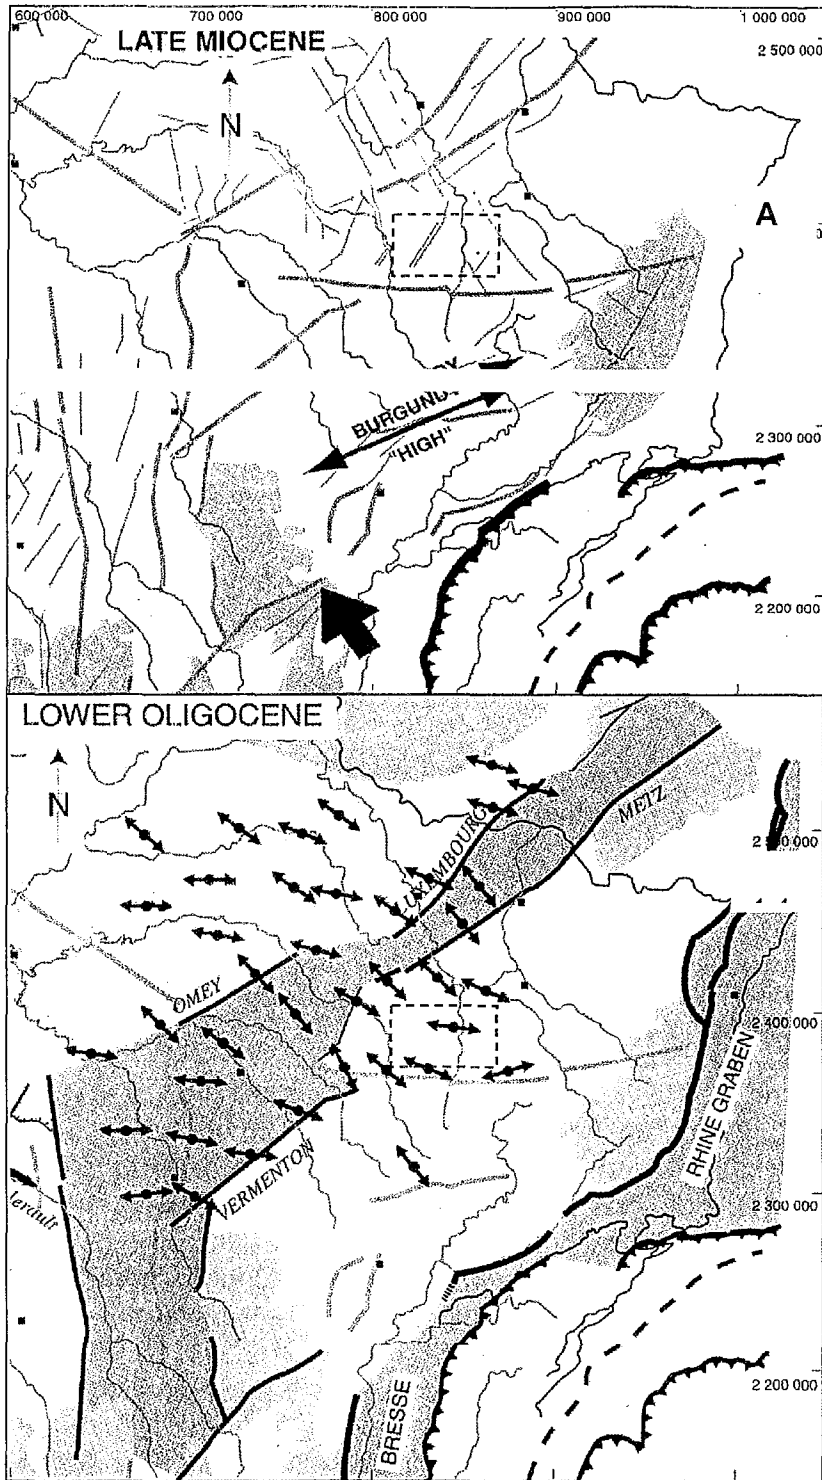 600 000 700 000 800 000 900 000 1 000 000
LATE MIOCENE
2 500 000
N
A
BURGUND
"HIGH"
2 300 000
2 200 000
LOWER OLIGOCENE
N
LUXEMBOURG
METZ
OMEY
2 400 000
RHINE GRABEN
VERMENTON
2 300 000
BRESSE
2 200 000